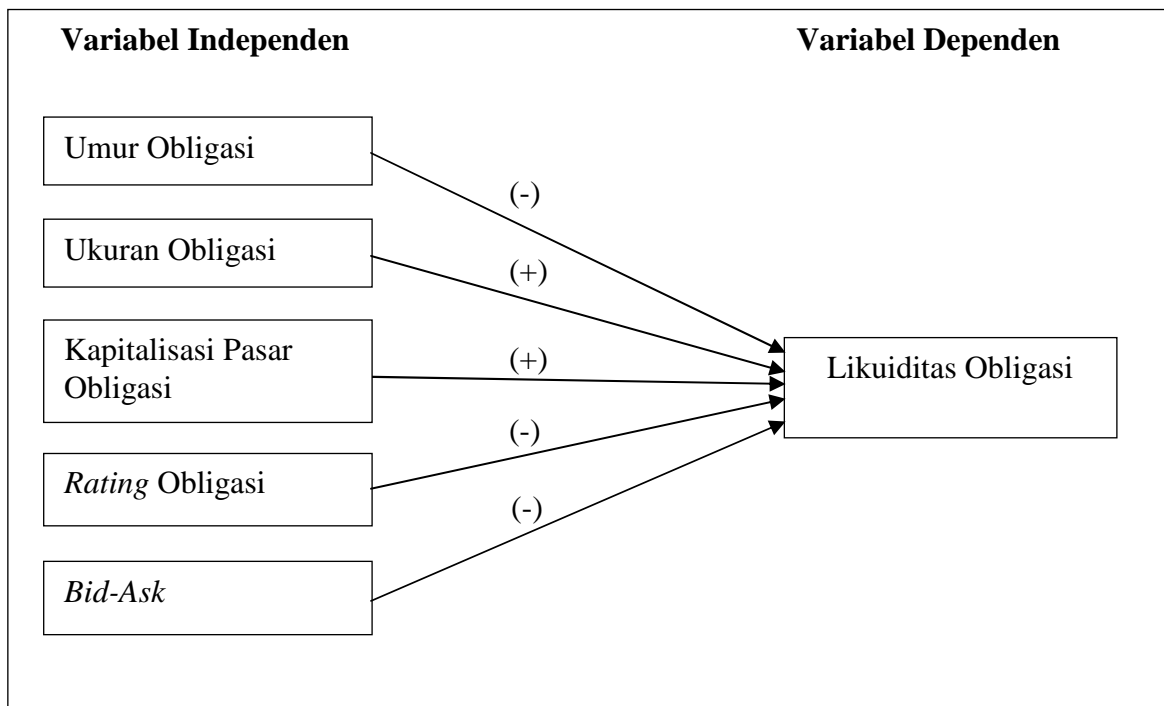 Variabel Independen
Variabel Dependen
Umur Obligasi
(-)
Ukuran Obligasi
(+)
Kapitalisasi Pasar
Obligasi
(+)
Likuiditas Obligasi
(-)
Rating Obligasi
(-)
Bid-Ask